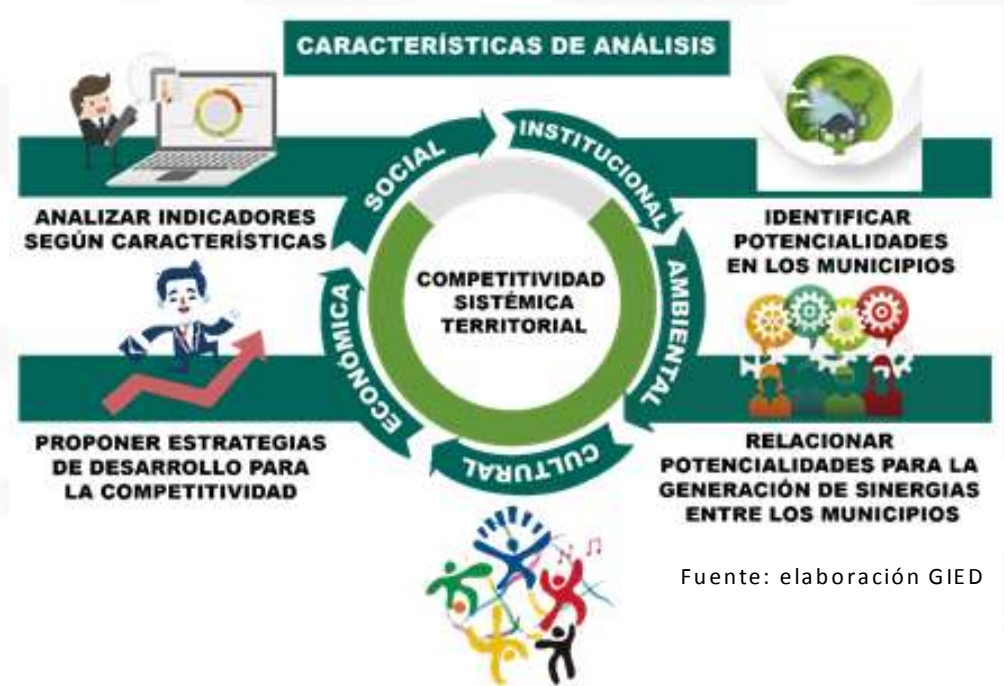 CARACTERÍSTICAS DE ANÁLISIS
SOCIAL
INSTITUCIONAL
AMBIENTAL
CULTURAL
ECONÓMICA
COMPETITIVIDAD
SISTÉMICA
TERRITORIAL
ANALIZAR INDICADORES
SEGÚN CARACTERÍSTICAS
IDENTIFICAR
POTENCIALIDADES
EN LOS MUNICIPIOS
PROPONER ESTRATEGIAS
DE DESARROLLO PARA
LA COMPETITIVIDAD
RELACIONAR
POTENCIALIDADES PARA LA
GENERACIÓN DE SINERGIAS
ENTRE LOS MUNICIPIOS
Fuente: elaboración GIED